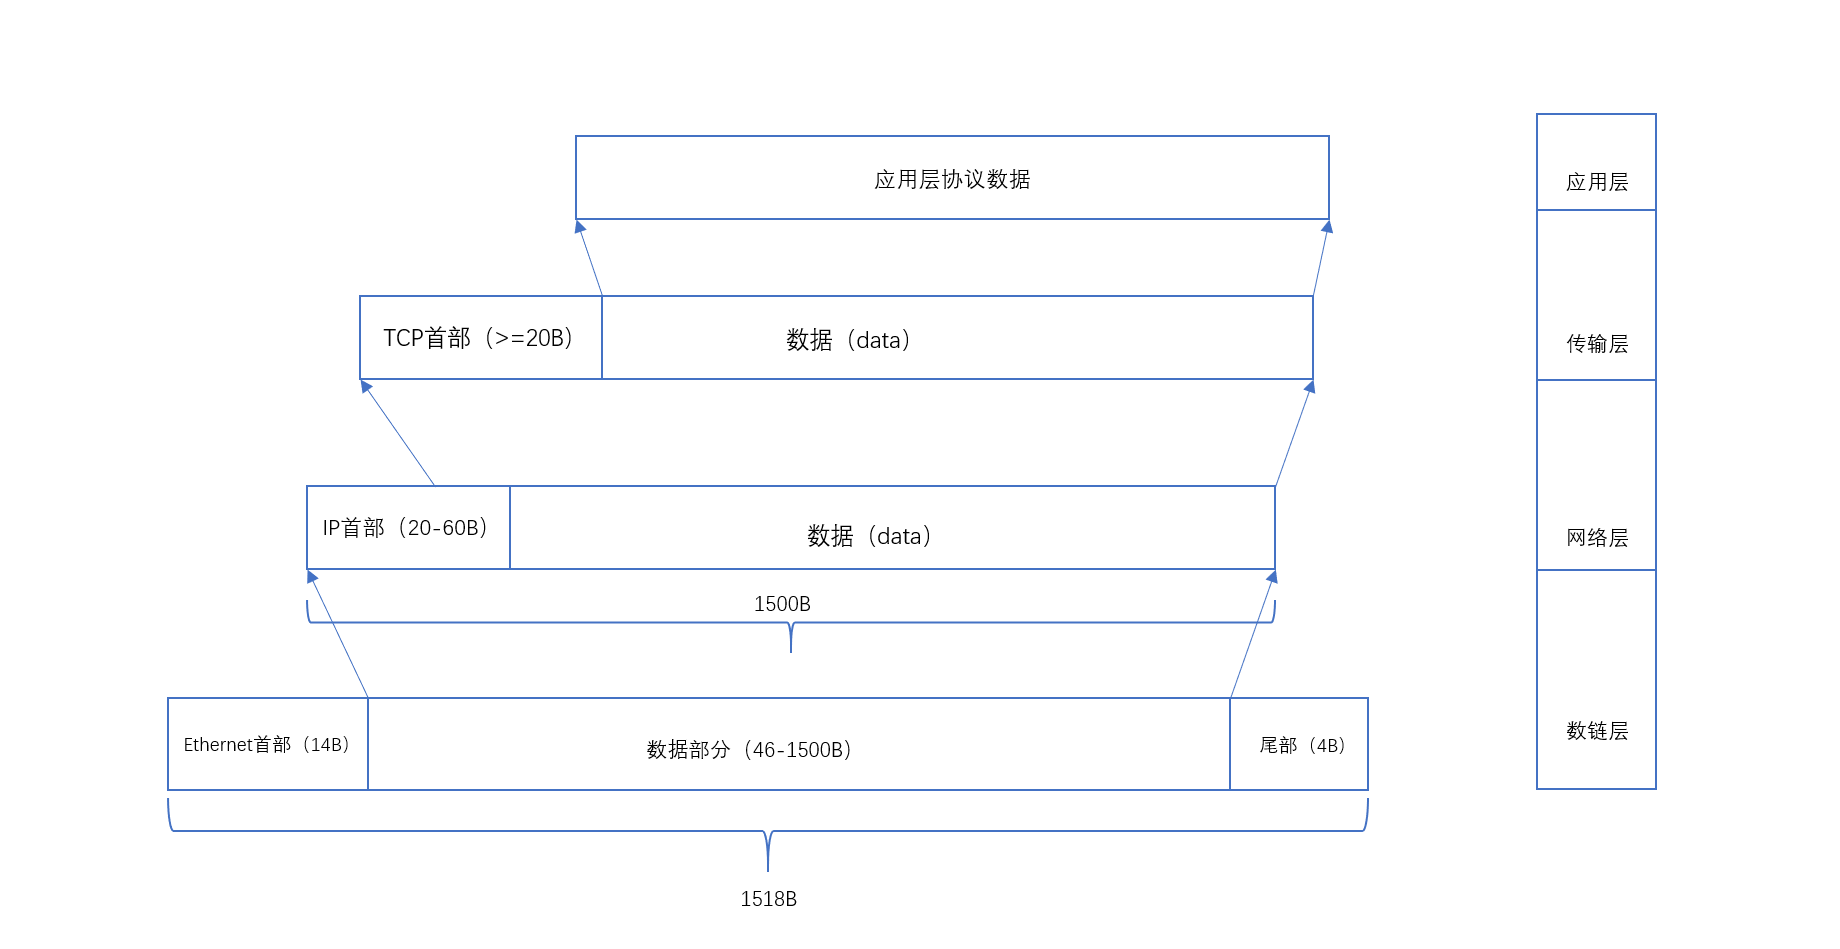 应用层协议数据
应用层
TCP首部（>=20B）
数据（data）
传输层
IP首部（20-60B）
数据（data）
网络层
1500B
Ethernet首部（14B）
数据部分（46-1500B）
尾部（4B）
数链层
1518B